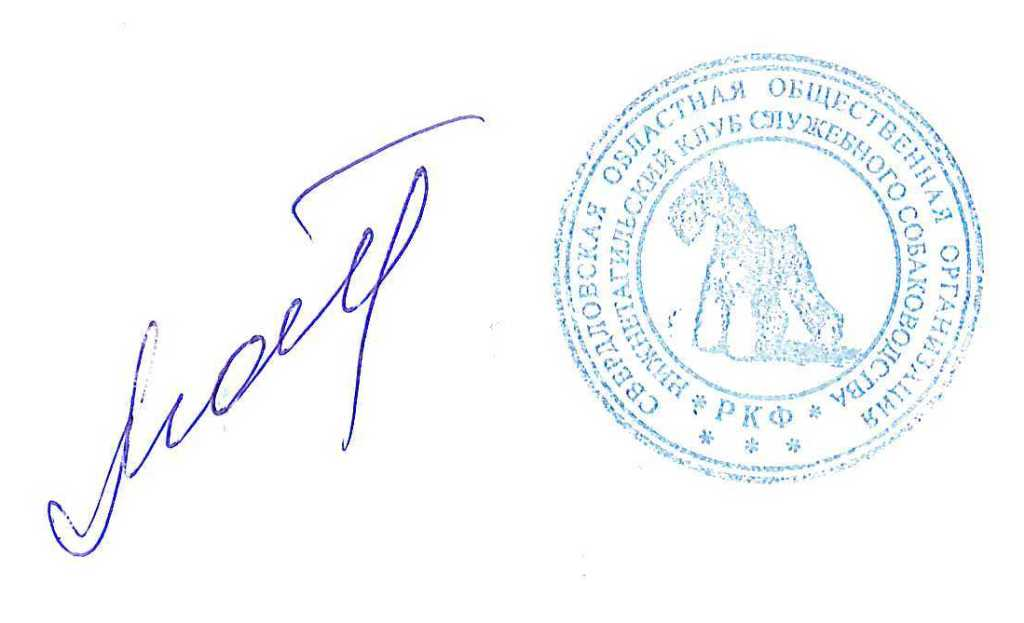 СВЕРДЛОВСКАЯ ОБЛАСТНАЯ ОБЩЕСТВЕННАЯ ОРГАНИЗАЦИЯ
НИЖНЕТАГИЛЬСКИЙ КЛУБ СЛУЖЕБНОГО СОБАКОВОДСТВА
* РКФ *
* * *